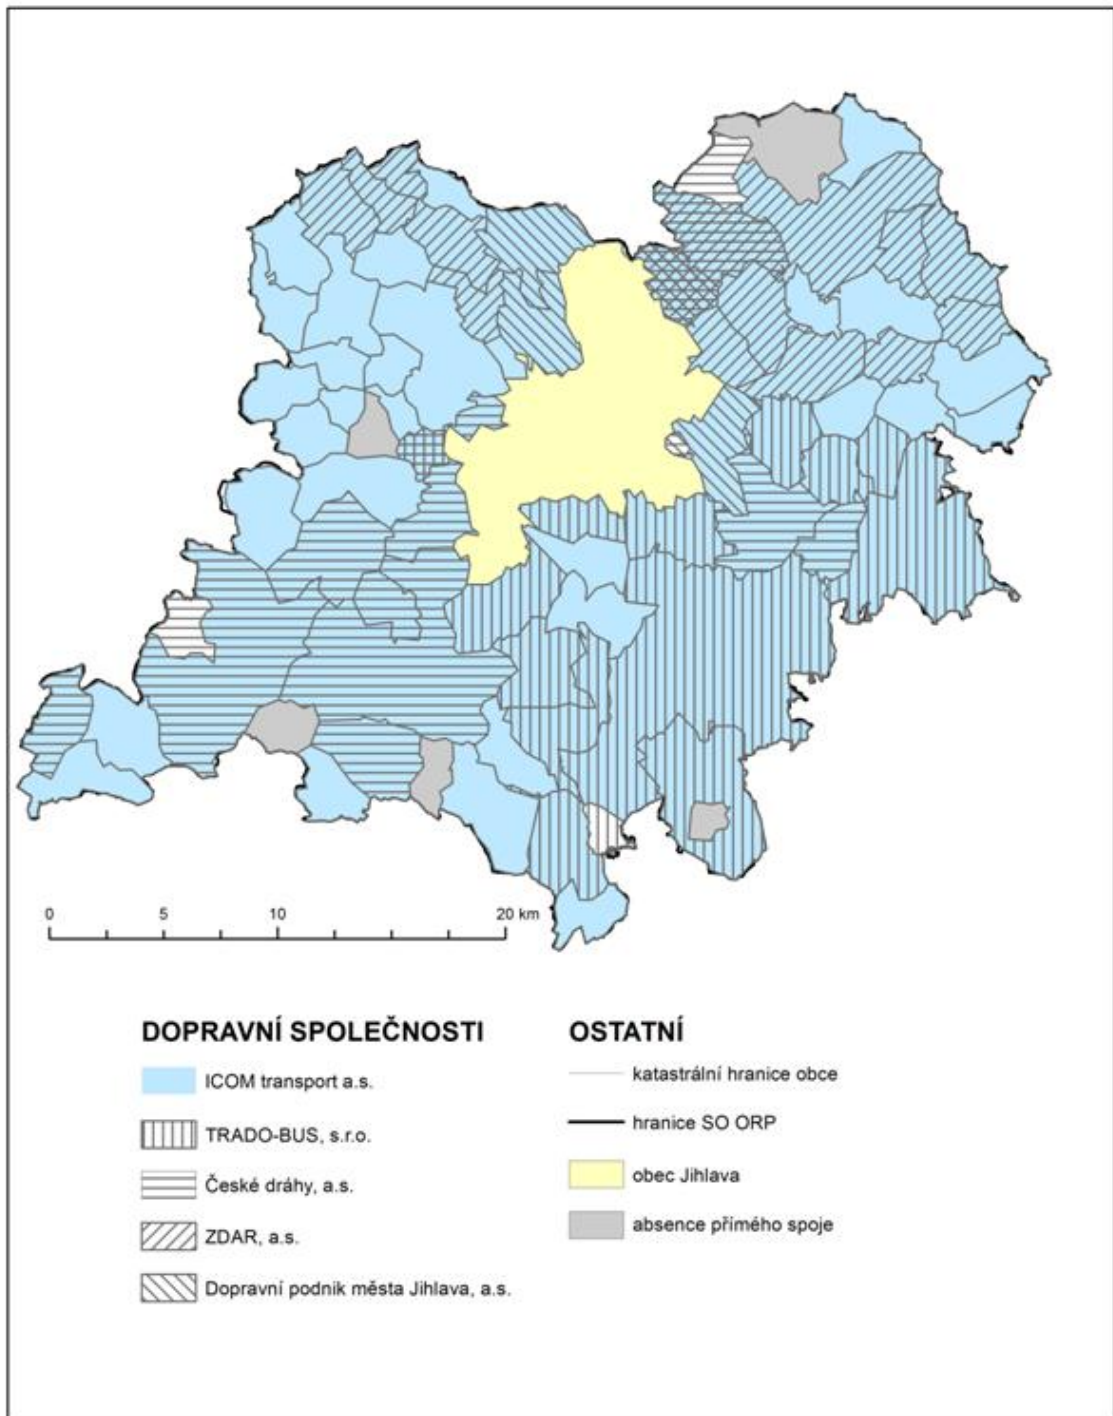 0 5 10 20 km
DOPRAVNÍ SPOLEČNOSTI
ICOM transport a.s.
TRADO-BUS, s.r.o.
České dráhy, a.s.
ZDAR, a.s.
Dopravní podnik města Jihlava, a.s.
OSTATNÍ
katastrální hranice obce
hranice SO ORP
obec Jihlava
absence přímého spoje